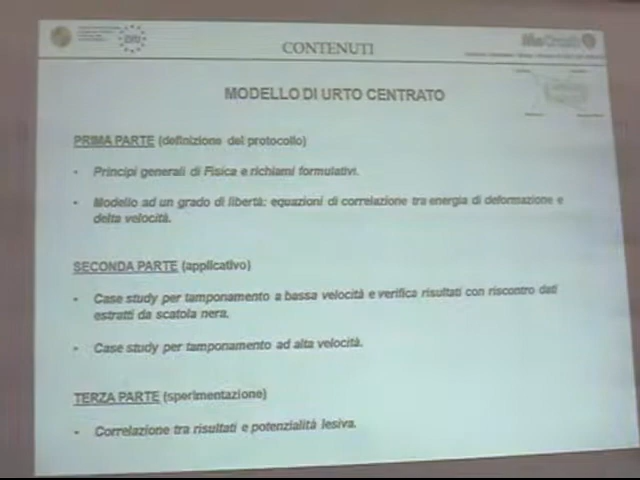 CONTENUTI
MODELLO DI URTO CENTRATO
PRIMA PARTE (definizione del protocollo)
• Principi generali di Fisica e richiami formulativi.
• Modello ad un grado di libertà: equazioni di correlazione tra energia di deformazione e
delta velocità.
SECONDA PARTE (applicativo)
• Case study per tamponamento a bassa velocità e verifica risultati con riscontro dati
estratti da scatola nera.
• Case study per tamponamento ad alta velocità.
TERZA PARTE (sperimentazione)
• Correlazione tra risultati e potenzialità lesiva.